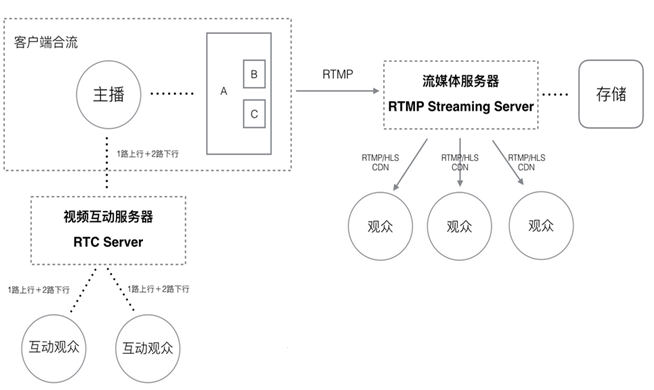 客户端合流
主播
A
B
C
RTMP
流媒体服务器
RTMP Streaming Server
存储
1路上行+2路下行
RTMP/HLS
CDN
RTMP/HLS
CDN
RTMP/HLS
CDN
视频互动服务器
RTC Server
观众
观众
观众
1路上行+2路下行
1路上行+2路下行
互动观众
互动观众